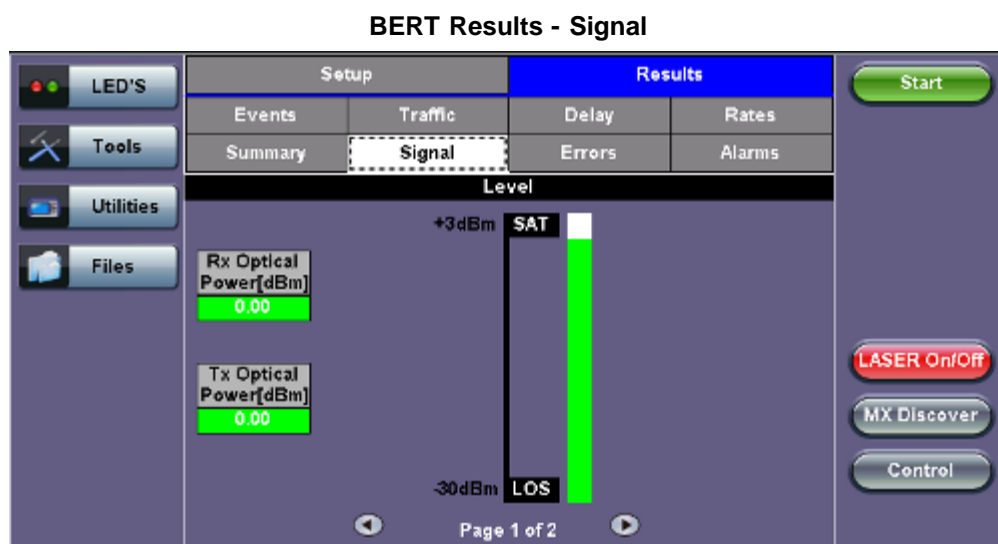 BERT Results - Signal
LED'S
Tools
Utilities
Files
Setup
Results
Events
Traffic
Delay
Rates
Summary
Signal
Errors
Alarms
Level
+3dBm
SAT
Rx Optical
Power[dBm]
0.00
Tx Optical
Power[dBm]
0.00
-30dBm
LOS
Page 1 of 2
Start
LASER On/Off
MX Discover
Control